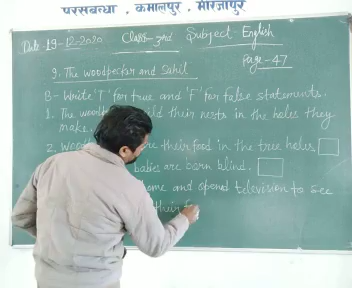 परसबन्धा, कमालपुर, मीरजापुर
Date 19-12-2020 Class-3rd Subject-English
Page-47
9. The woodpecker and Sahil
B- Write 'T' for true and 'F' for false statements.
1. The their nests in the holes they
make.
2. their food in the tree holes
babies are born blind.
and opened television to see
their